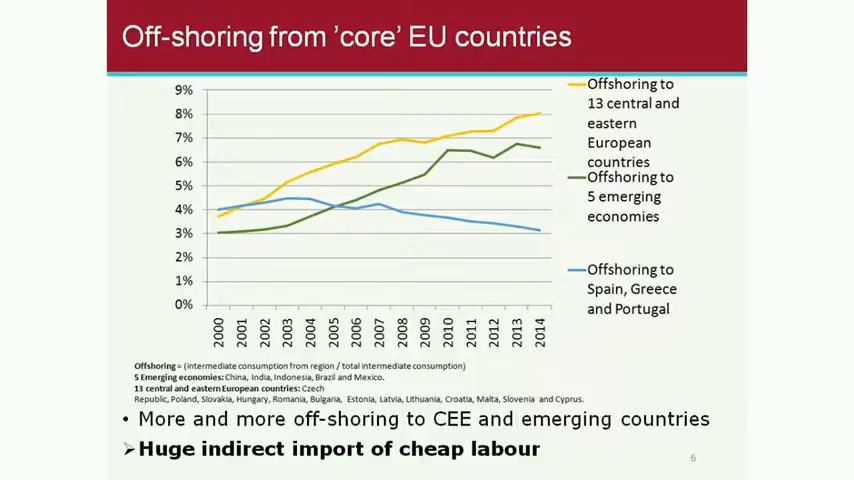 Off-shoring from ’core’ EU countries
9%
8%
7%
6%
5%
4%
3%
2%
1%
0%
2000
2001
2002
2003
2004
2005
2006
2007
2008
2009
2010
2011
2012
2013
2014
Offshoring to
13 central and
eastern
European
countries
Offshoring to
5 emerging
economies
Offshoring to
Spain, Greece
and Portugal
Offshoring = (intermediate consumption from region / total intermediate consumption)
5 Emerging economies: China, India, Indonesia, Brazil and Mexico.
13 central and eastern European countries: Czech
Republic, Poland, Slovakia, Hungary, Romania, Bulgaria, Estonia, Latvia, Lithuania, Croatia, Malta, Slovenia and Cyprus.
• More and more off-shoring to CEE and emerging countries
➢Huge indirect import of cheap labour
6